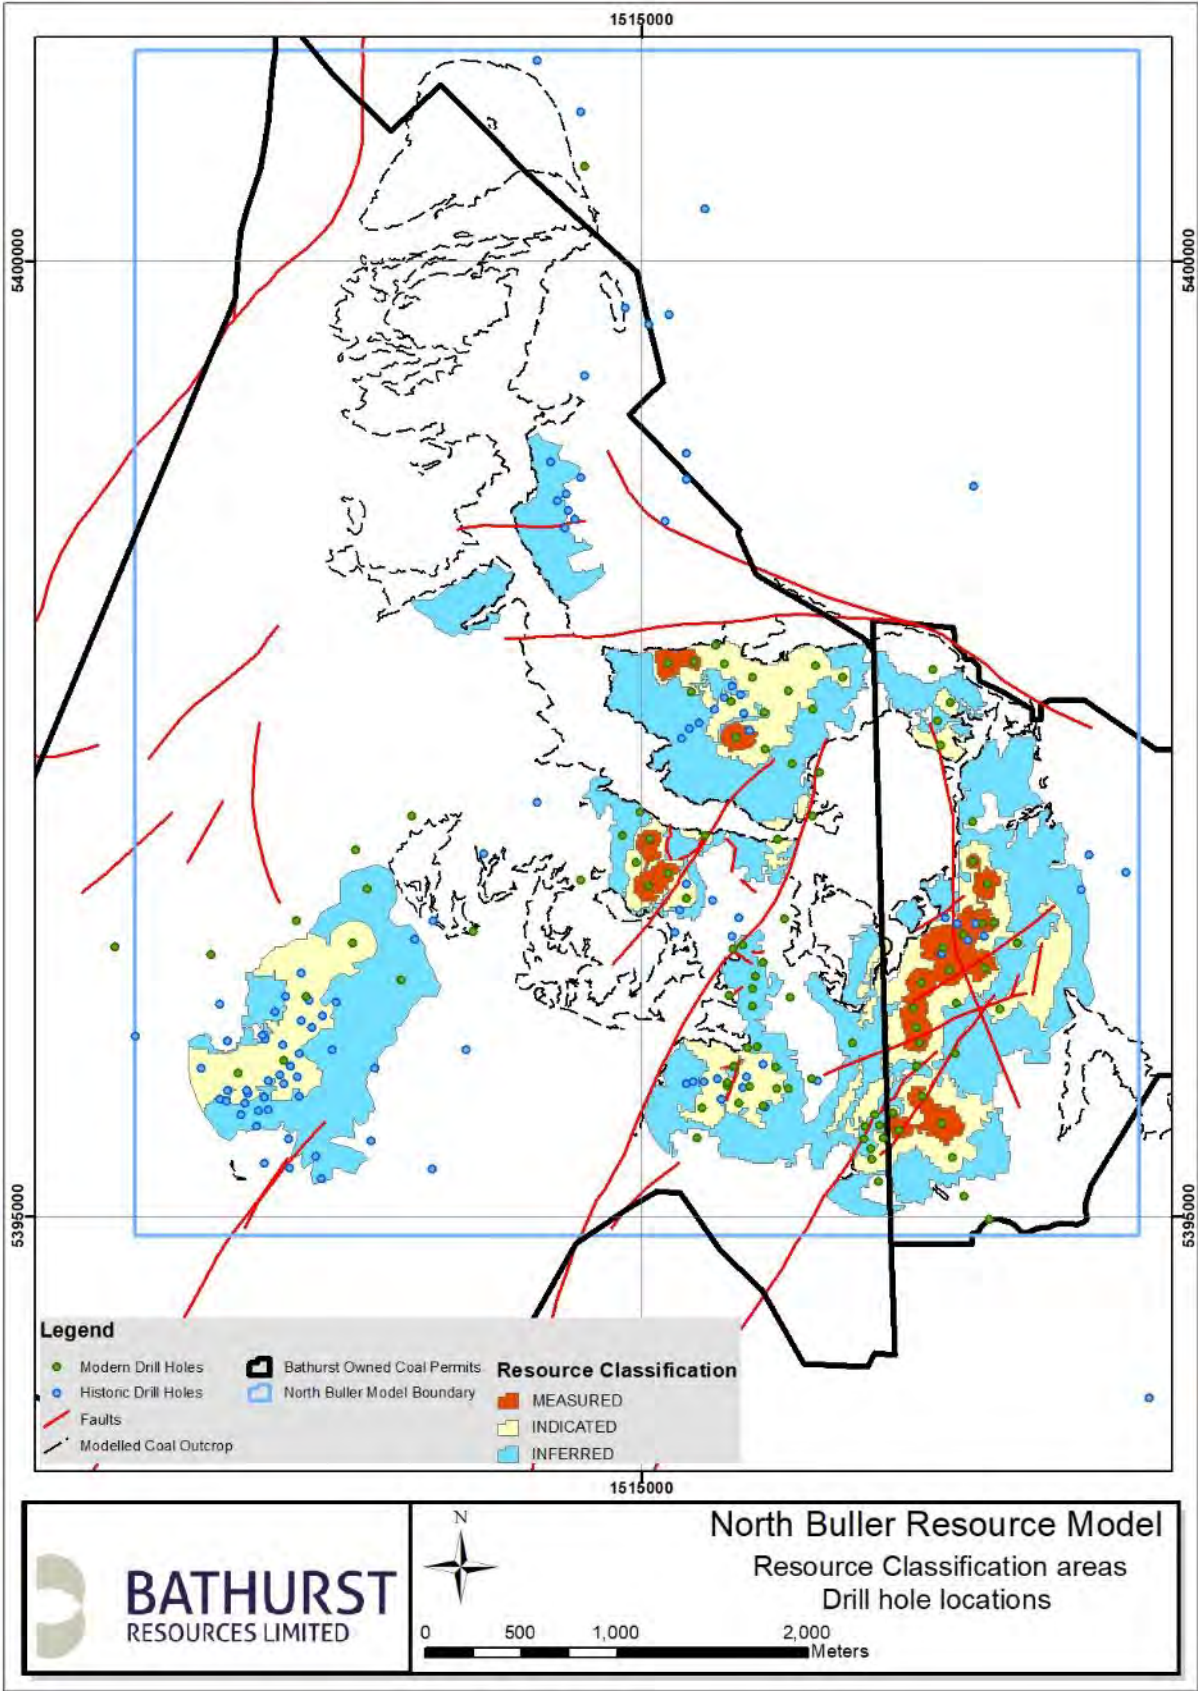 1515000
5400000
5400000
5395000
5395000
Legend
Modern Drill Holes
Historic Drill Holes
Faults
Modelled Coal Outcrop
Bathurst Owned Coal Permits
North Buller Model Boundary
Resource Classification
MEASURED
INDICATED
INFERRED
1515000
BATHURST
RESOURCES LIMITED
N
0 500 1,000 2,000
Meters
North Buller Resource Model
Resource Classification areas
Drill hole locations